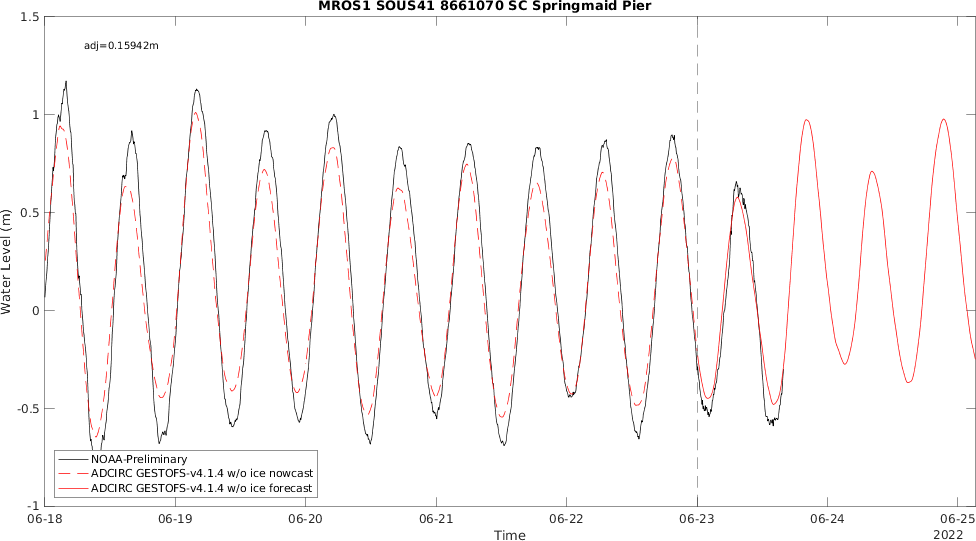 MROS1 SOUS41 8661070 SC Springmaid Pier
adj=0.15942m
1.5
1
0.5
0
-0.5
-1
Water Level (m)
NOAA-Preliminary
ADCIRC GESTOFS-v4.1.4 w/o ice nowcast
ADCIRC GESTOFS-v4.1.4 w/o ice forecast
06-18 06-19 06-20 06-21 06-22 06-23 06-24 06-25
Time
2022